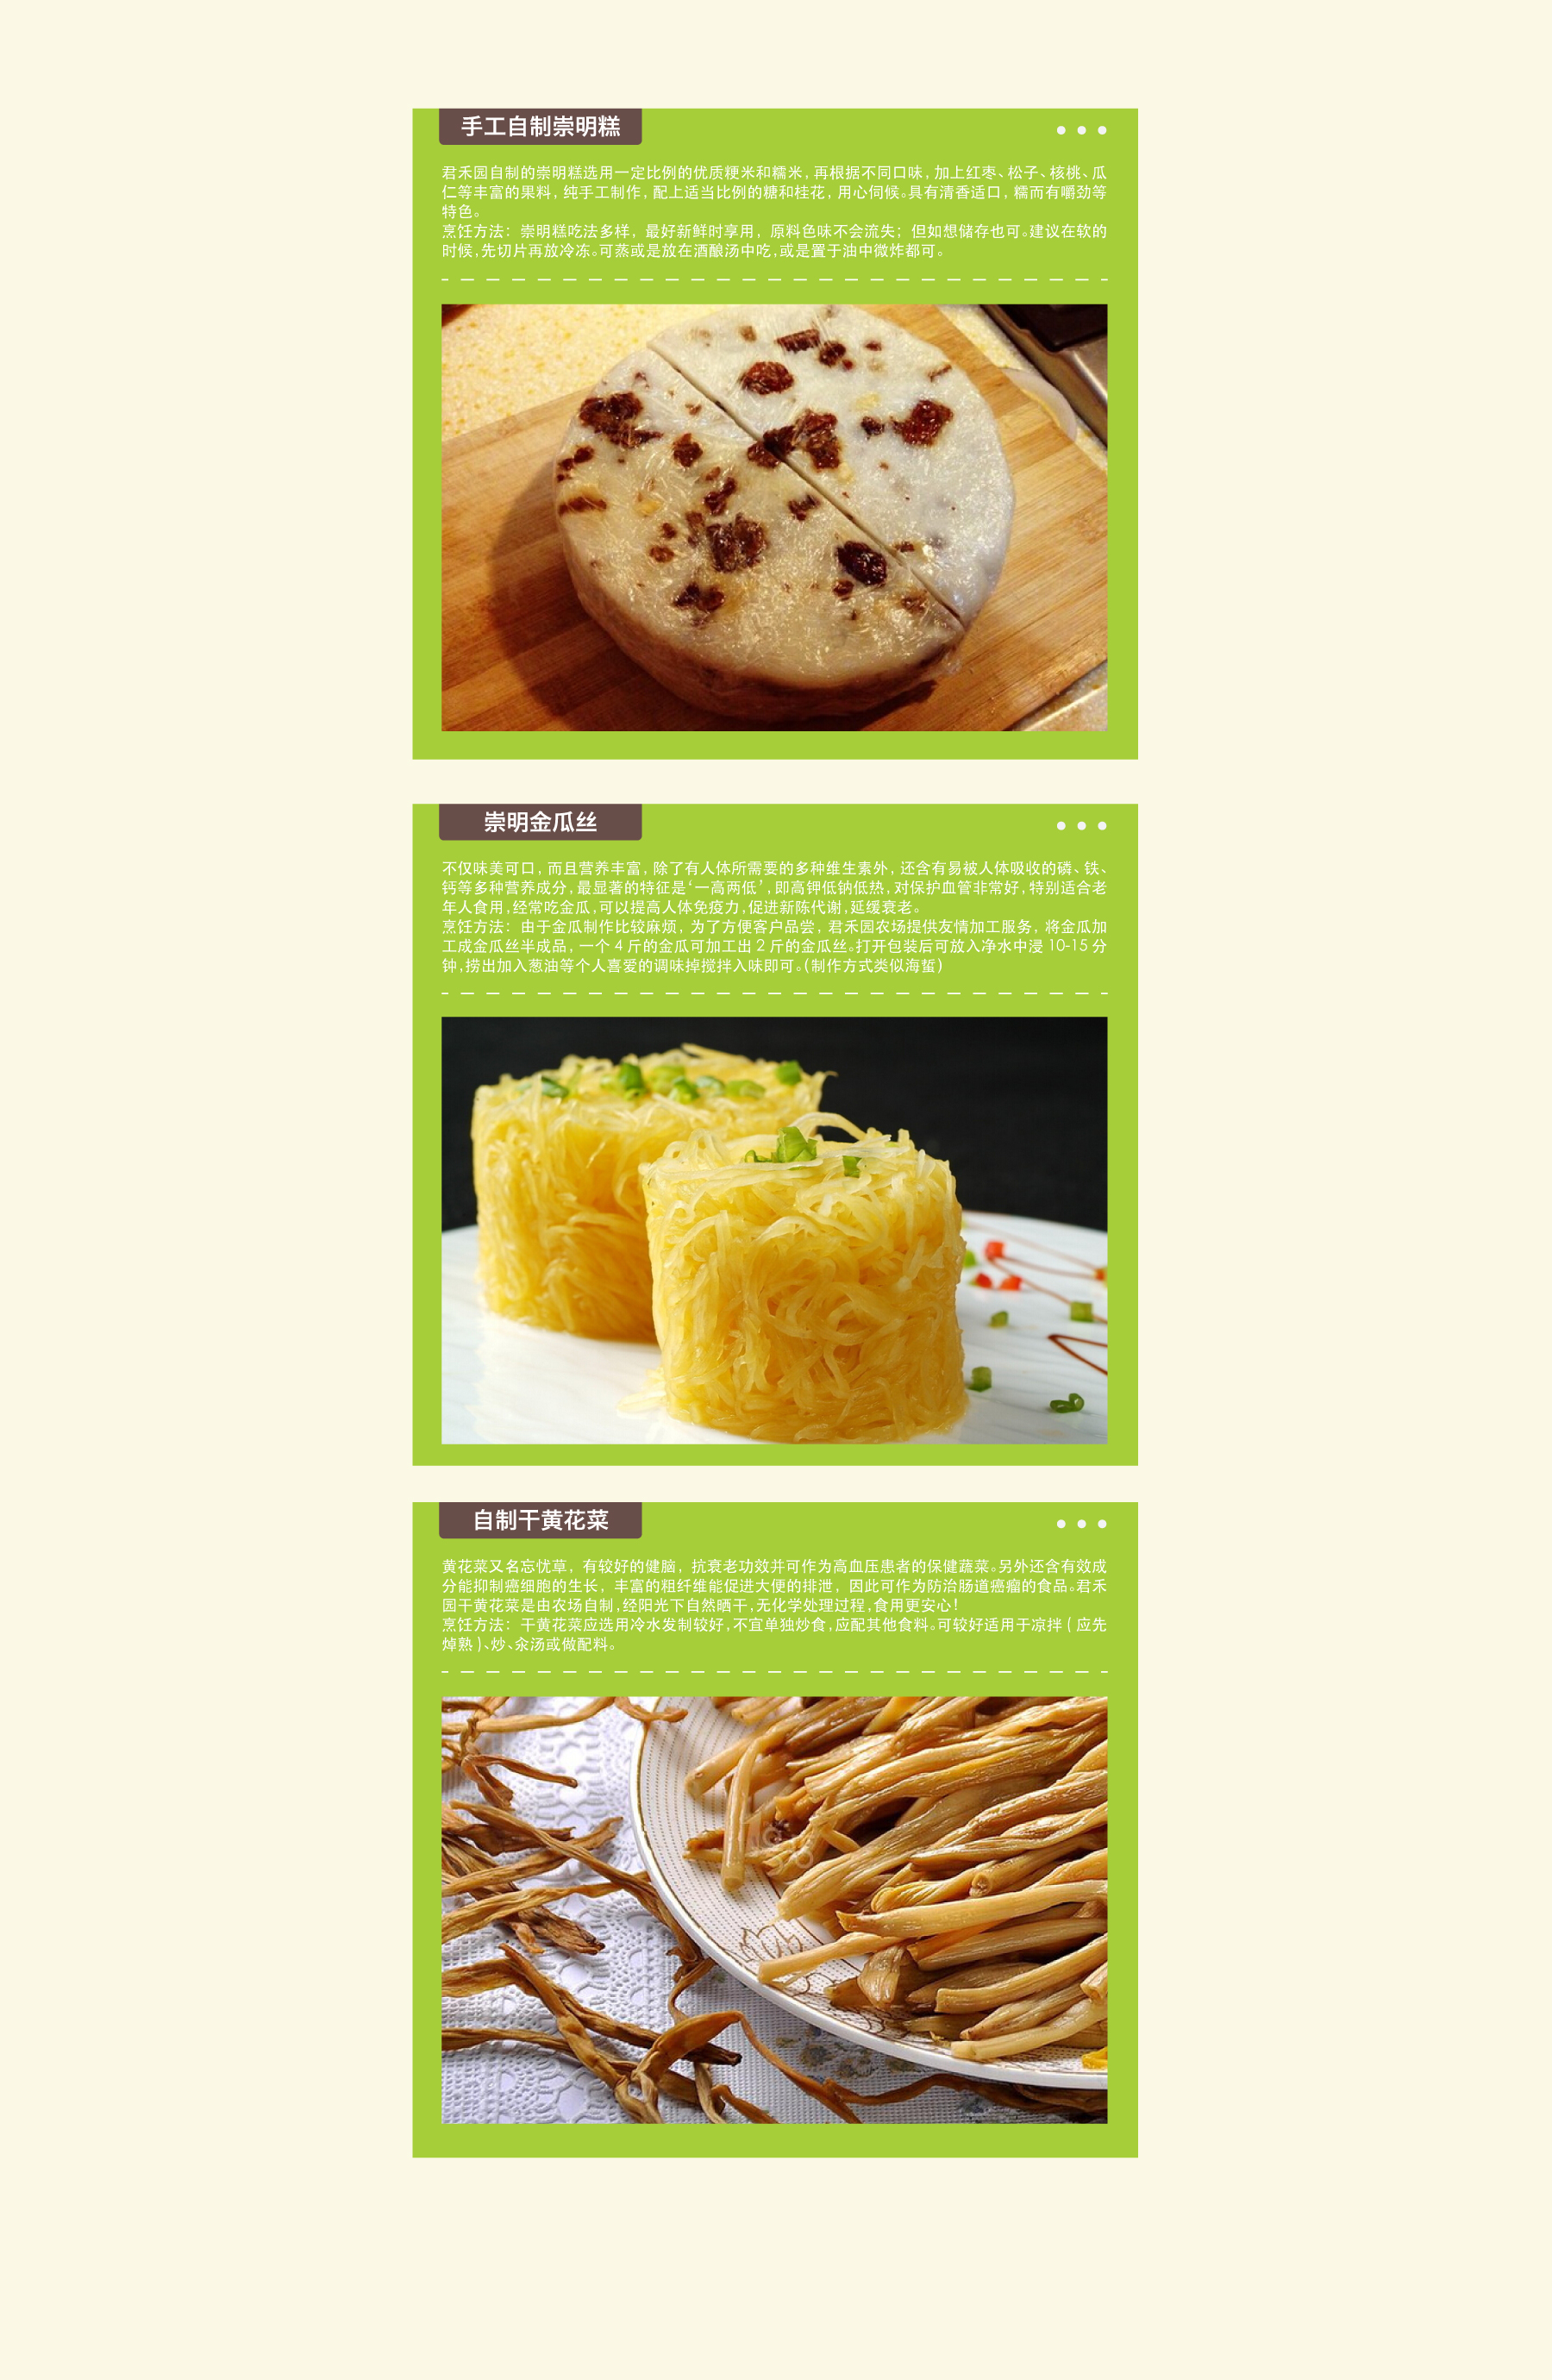 手工自制崇明糕
君禾园自制的崇明糕选用一定比例的优质粳米和糯米，再根据不同口味，加上红枣、松子、核桃、瓜
仁等丰富的果料，纯手工制作，配上适当比例的糖和桂花，用心伺候。具有清香适口，糯而有嚼劲等
特色。
烹饪方法：崇明糕吃法多样，最好新鲜时享用，原料色味不会流失；但如想储存也可。建议在软的
时候，先切片再放冷冻。可蒸或是放在酒酿汤中吃，或是置于油中微炸都可。
崇明金瓜丝
不仅味美可口，而且营养丰富，除了有人体所需要的多种维生素外，还含有易被人体吸收的磷、铁、
钙等多种营养成分，最显著的特征是‘一高两低’，即高钾低钠低热，对保护血管非常好，特别适合老
年人食用，经常吃金瓜，可以提高人体免疫力，促进新陈代谢，延缓衰老。
烹饪方法：由于金瓜制作比较麻烦，为了方便客户品尝，君禾园农场提供友情加工服务，将金瓜加
工成金瓜丝半成品，一个 4 斤的金瓜可加工出 2 斤的金瓜丝。打开包装后可放入净水中浸 10-15 分
钟，捞出加入葱油等个人喜爱的调味掉搅拌入味即可。(制作方式类似海蜇)
自制干黄花菜
黄花菜又名忘忧草，有较好的健脑，抗衰老功效并可作为高血压患者的保健蔬菜。另外还含有效成
分能抑制癌细胞的生长，丰富的粗纤维能促进大便的排泄，因此可作为防治肠道癌瘤的食品。君禾
园干黄花菜是由农场自制，经阳光下自然晒干，无化学处理过程，食用更安心！
烹饪方法：干黄花菜应选用冷水发制较好，不宜单独炒食，应配其他食料。可较好适用于凉拌 ( 应先
焯熟 )、炒、汆汤或做配料。